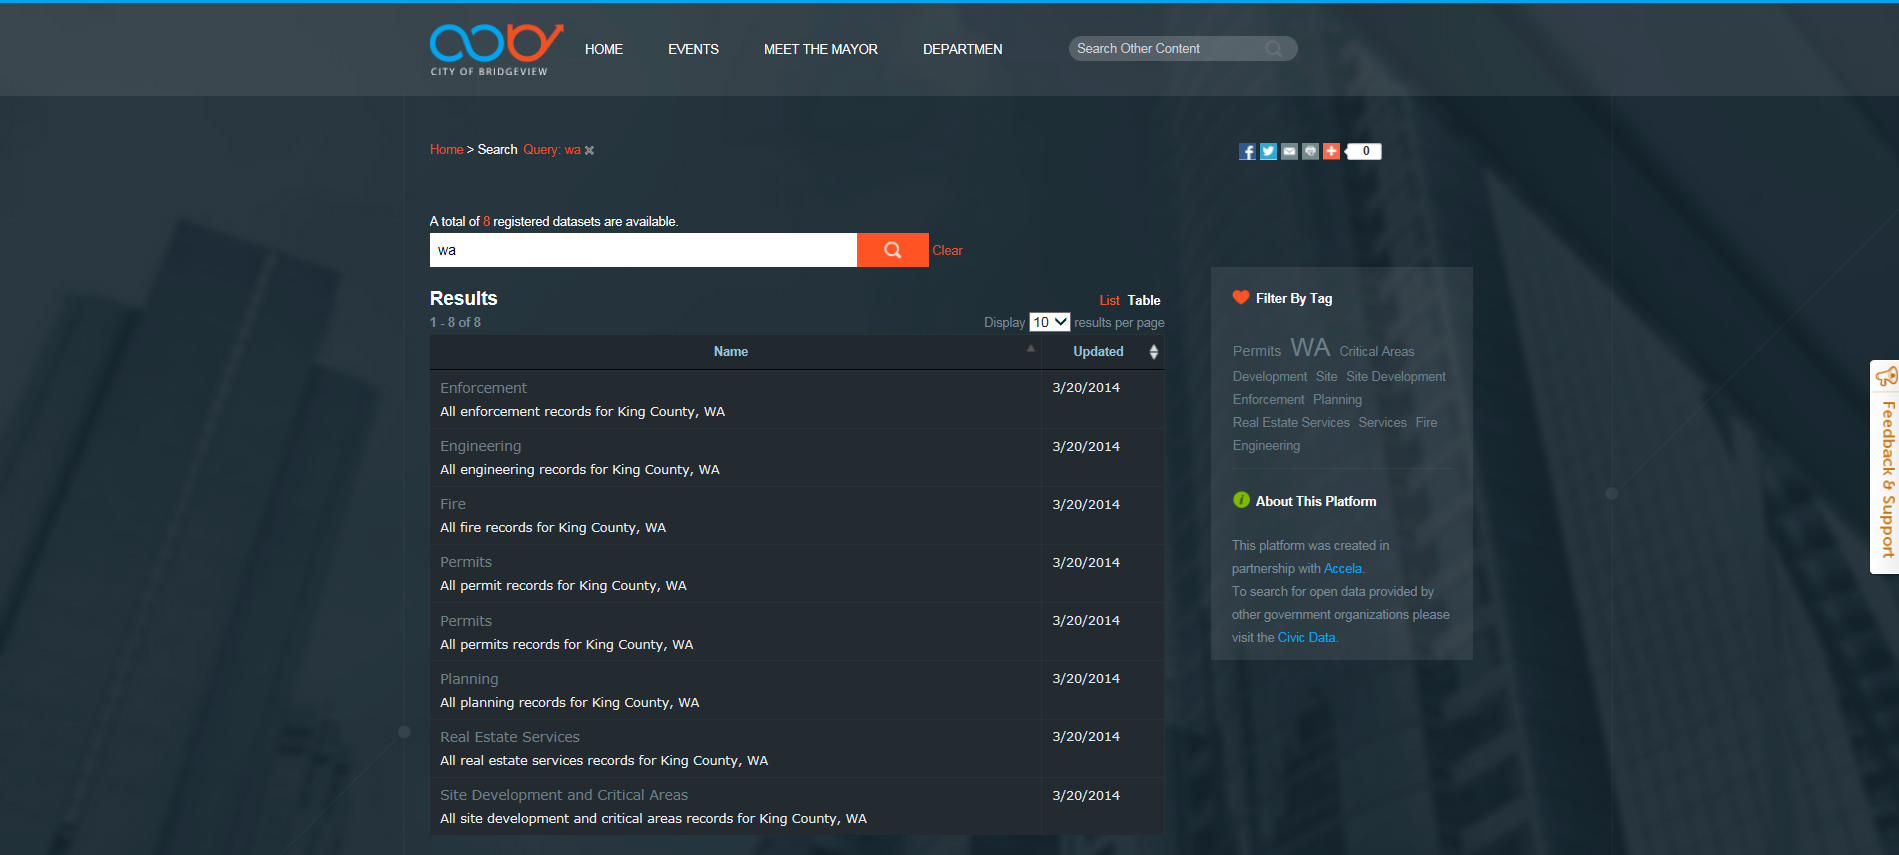 CITY OF BRIDGEVIEW
HOME EVENTS MEET THE MAYOR DEPARTMEN
Search Other Content
Home > Search Query: wa
0
A total of 8 registered datasets are available.
wa
Clear
Results
List Table
1 - 8 of 8
Display 10 results per page
Name Updated
Enforcement 3/20/2014
All enforcement records for King County, WA
Engineering 3/20/2014
All engineering records for King County, WA
Fire 3/20/2014
All fire records for King County, WA
Permits 3/20/2014
All permit records for King County, WA
Permits 3/20/2014
All permits records for King County, WA
Planning 3/20/2014
All planning records for King County, WA
Real Estate Services 3/20/2014
All real estate services records for King County, WA
Site Development and Critical Areas 3/20/2014
All site development and critical areas records for King County, WA
Filter By Tag
Permits WA Critical Areas
Development Site Site Development
Enforcement Planning
Real Estate Services Services Fire
Engineering
About This Platform
This platform was created in
partnership with Accela.
To search for open data provided by
other government organizations please
visit the Civic Data.
Feedback & Support